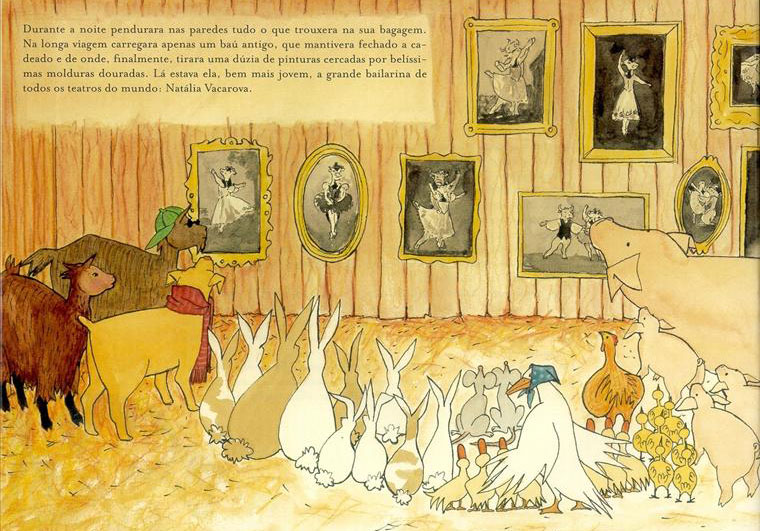 Durante a noite pendurara nas paredes tudo o que trouxera na sua bagagem.
Na longa viagem carregara apenas um baú antigo, que mantivera fechado a ca-
deado e de onde, finalmente, tirara uma dúzia de pinturas cercadas por belíssi-
mas molduras douradas. Lá estava ela, bem mais jovem, a grande bailarina de
todos os teatros do mundo: Natália Vacarova.